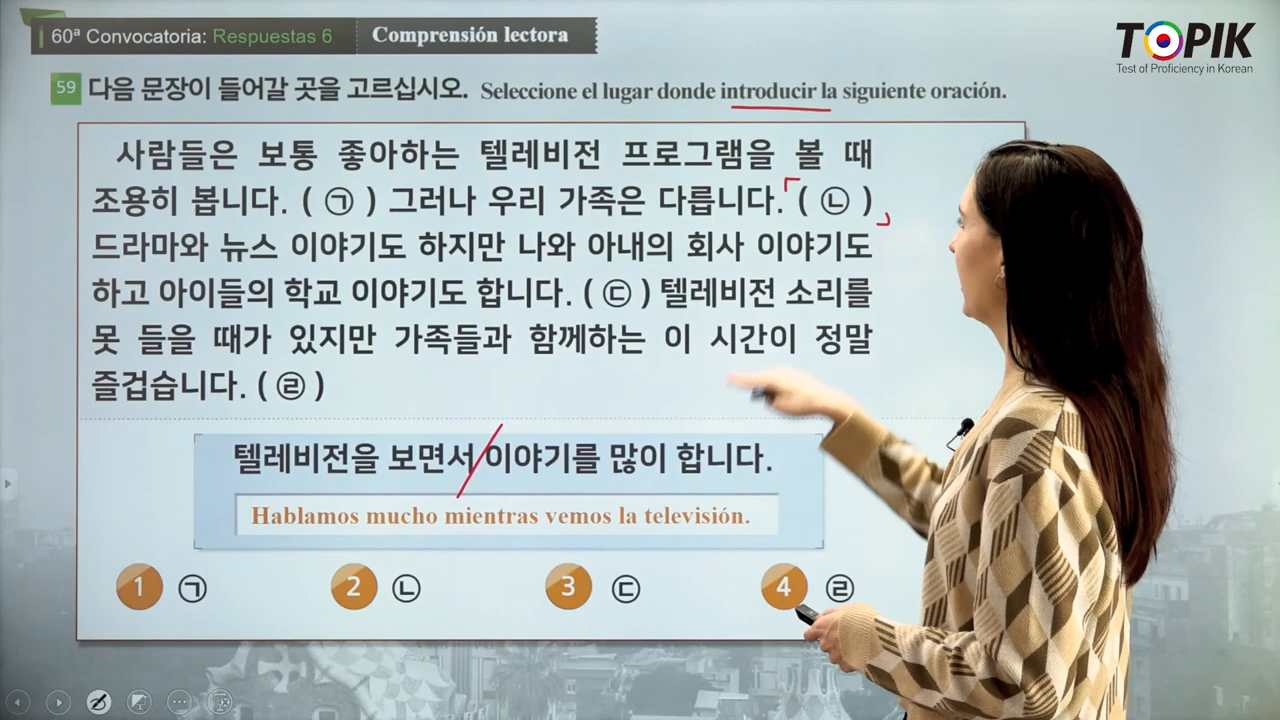 60ª Convocatoria: Respuestas 6 Comprensión lectora
TOPIK
Test of Proficiency in Korean
59 다음 문장이 들어갈 곳을 고르십시오. Seleccione el lugar donde introducir la siguiente oración.
사람들은 보통 좋아하는 텔레비전 프로그램을 볼 때
조용히 봅니다. ( ㉠ ) 그러나 우리 가족은 다릅니다. ( ㉡ )
드라마와 뉴스 이야기도 하지만 나와 아내의 회사 이야기도
하고 아이들의 학교 이야기도 합니다. ( ㉢ ) 텔레비전 소리를
못 들을 때가 있지만 가족들과 함께하는 이 시간이 정말
즐겁습니다. ( ㉣ )
텔레비전을 보면서 이야기를 많이 합니다.
Hablamos mucho mientras vemos la televisión.
1 ㉠ 2 ㉡ 3 ㉢ 4 ㉣